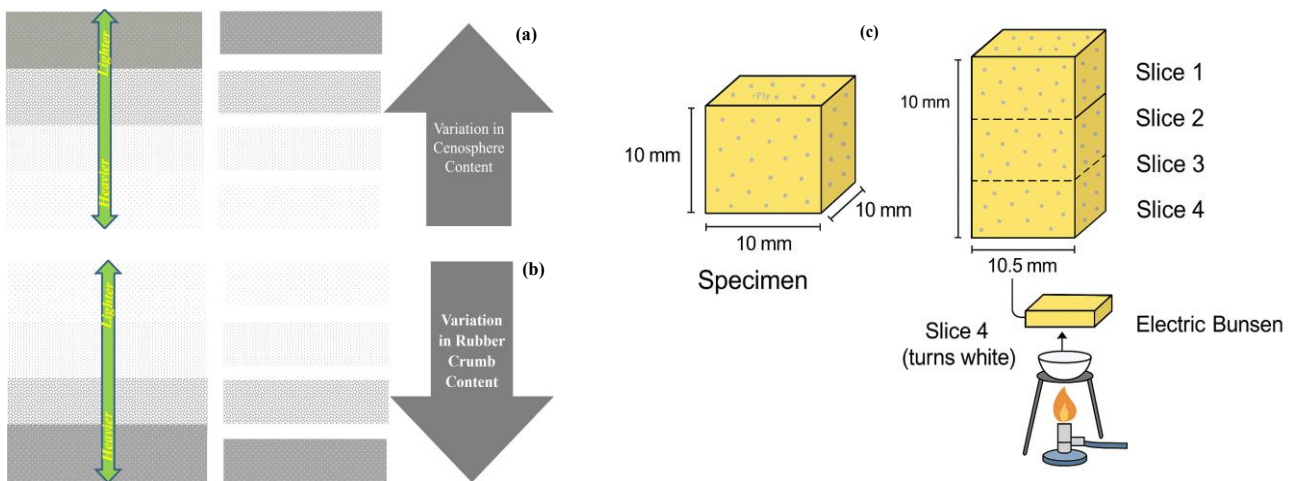 (a)
Lighter
Heavier
Variation in
Cenosphere
Content
(b)
Lighter
Heavier
Variation
in Rubber
Crumb
Content
(c)
10 mm
10 mm
10 mm
Specimen
10 mm
Slice 1
Slice 2
Slice 3
Slice 4
10.5 mm
Slice 4
(turns white)
Electric Bunsen